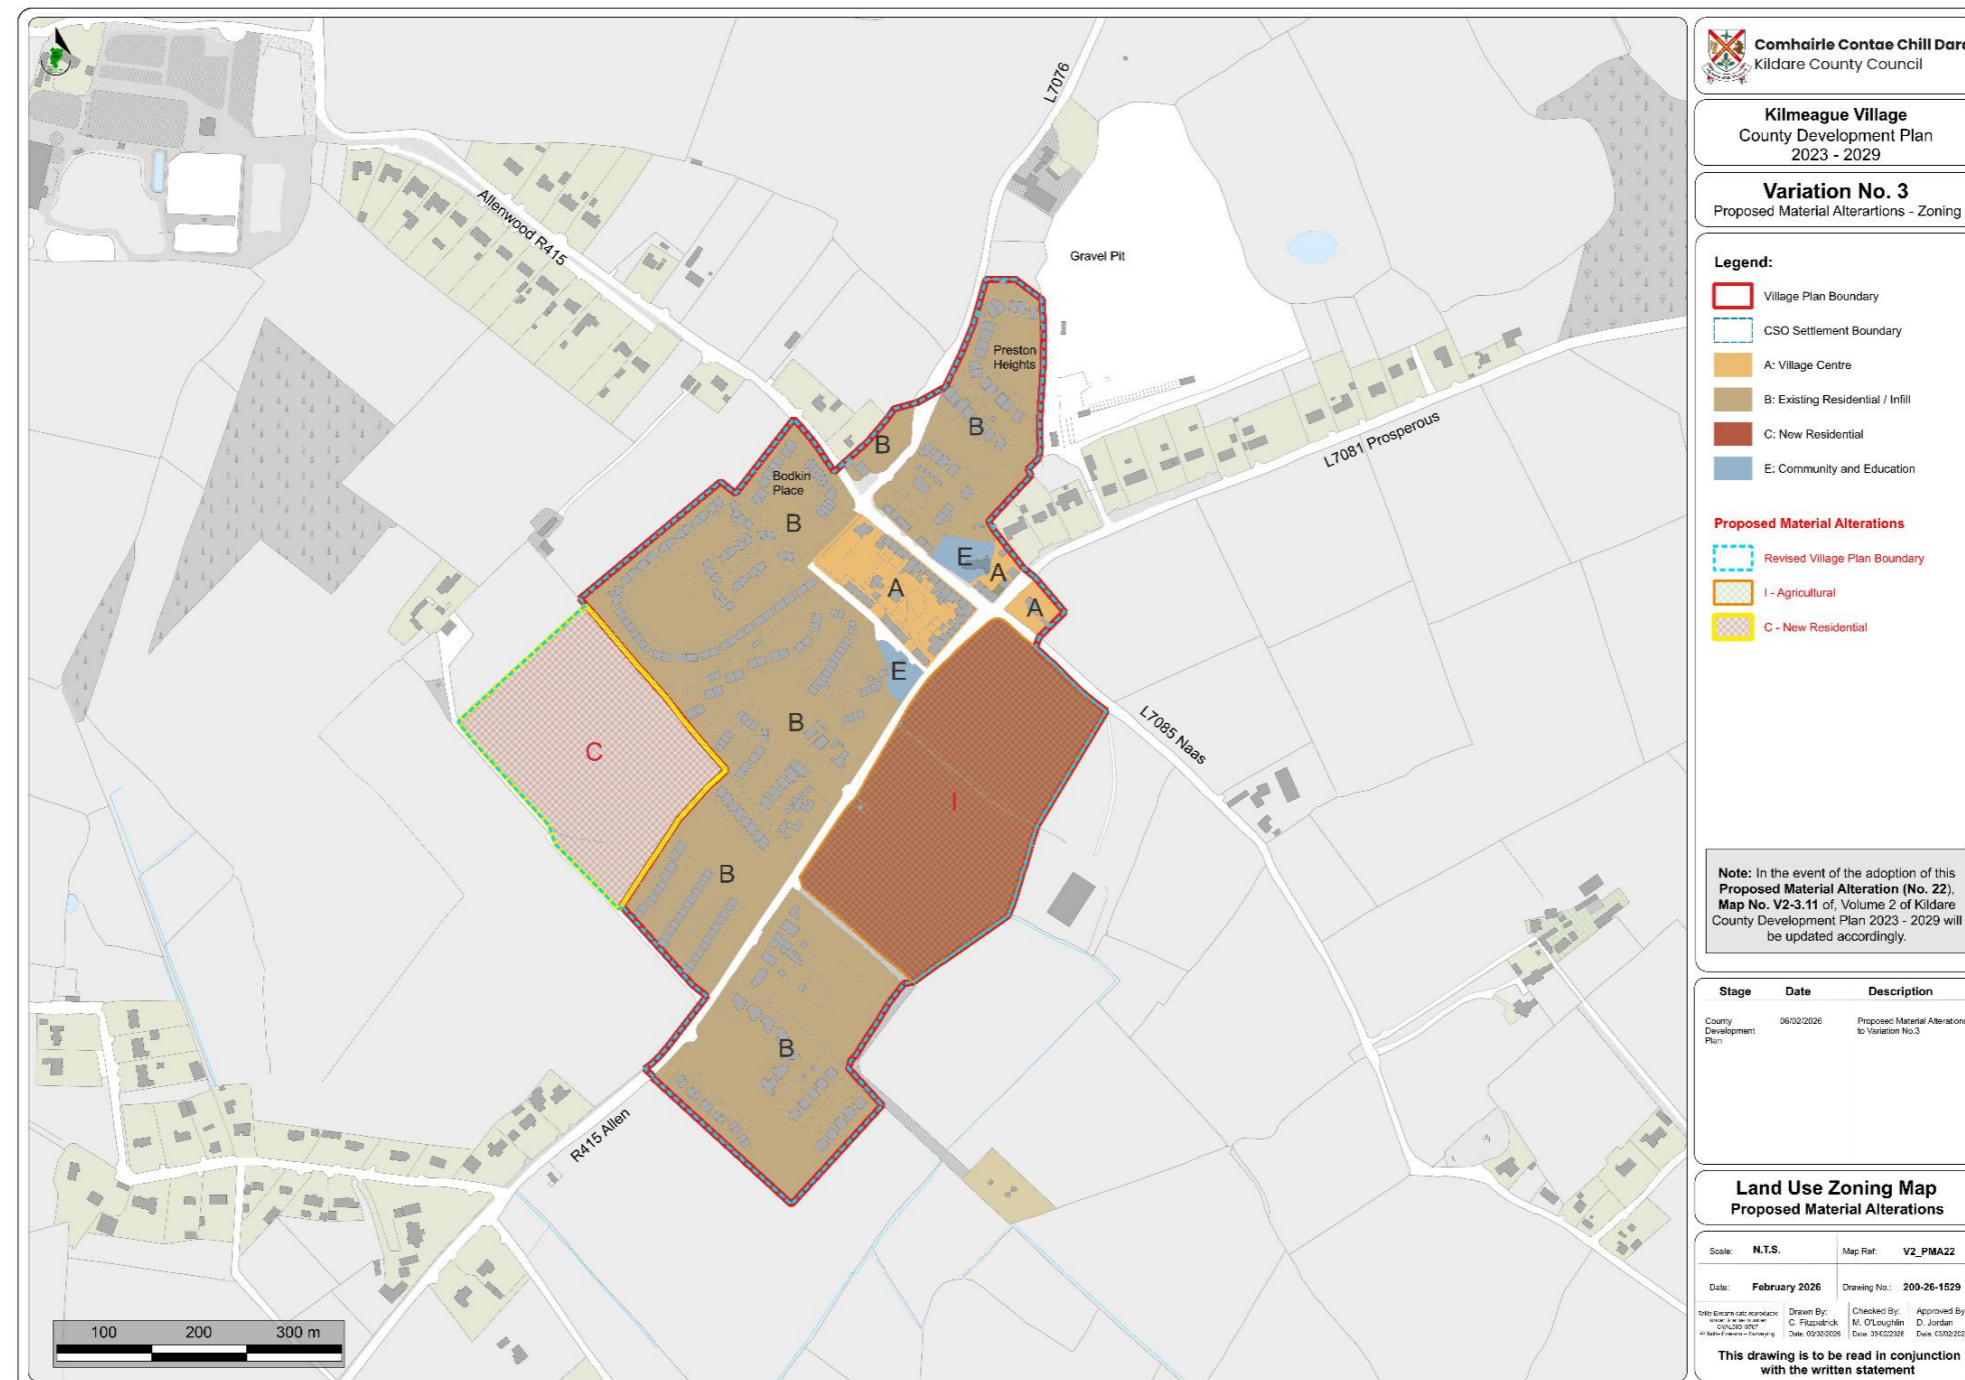 Comhairle Contae Chill Dara
Kildare County Council
Kilmeague Village
County Development Plan
2023 - 2029
Variation No. 3
Proposed Material Alterartions - Zoning
Legend:
Village Plan Boundary
CSO Settlement Boundary
A: Village Centre
B: Existing Residential / Infill
C: New Residential
E: Community and Education
Proposed Material Alterations
Revised Village Plan Boundary
I - Agricultural
C - New Residential
Note: In the event of the adoption of this
Proposed Material Alteration (No. 22),
Map No. V2-3.11 of, Volume 2 of Kildare
County Development Plan 2023 - 2029 will
be updated accordingly.
Stage Date Description
County
Development
Plan
06/02/2026
Proposed Material Alterations
to Variation No.3
Land Use Zoning Map
Proposed Material Alterations
Scale: N.T.S. Map Ref: V2_PMA22
Date: February 2026 Drawing No.: 200-26-1529
Drawn By:
C. Fitzpatrick
Date: 03/02/2026
Checked By:
M. O'Loughlin
Date: 03/02/2026
Approved By
D. Jordan
This drawing is to be read in conjunction
with the written statement
L7076
Allenwood R415
Gravel Pit
Preston
Heights
B
B
L7081 Prosperous
Bodkin
Place
B
E
A
A
A
E
B
C
I
L7085 Naas
B
B
R415 Allen
100 200 300 m